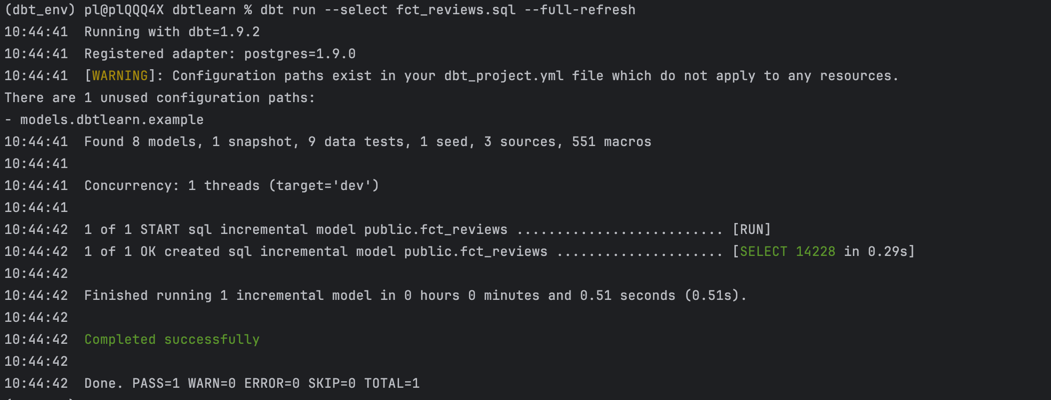 (dbt_env) pl@plQQQ4X dbtlearn % dbt run --select fct_reviews.sql --full-refresh
10:44:41  Running with dbt=1.9.2
10:44:41  Registered adapter: postgres=1.9.0
10:44:41  [WARNING]: Configuration paths exist in your dbt_project.yml file which do not apply to any resources.
There are 1 unused configuration paths:
- models.dbtlearn.example
10:44:41  Found 8 models, 1 snapshot, 9 data tests, 1 seed, 3 sources, 551 macros
10:44:41
10:44:41  Concurrency: 1 threads (target='dev')
10:44:41
10:44:42  1 of 1 START sql incremental model public.fct_reviews .......................... [RUN]
10:44:42  1 of 1 OK created sql incremental model public.fct_reviews ..................... [SELECT 14228 in 0.29s]
10:44:42
10:44:42  Finished running 1 incremental model in 0 hours 0 minutes and 0.51 seconds (0.51s).
10:44:42
10:44:42  Completed successfully
10:44:42
10:44:42  Done. PASS=1 WARN=0 ERROR=0 SKIP=0 TOTAL=1